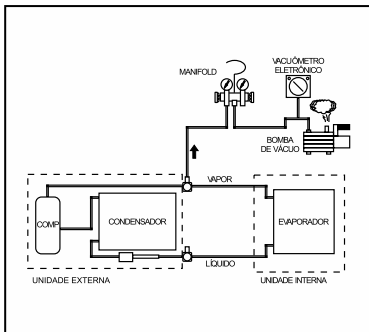 VACUÔMETRO
ELETRÔNICO
MANIFOLD
BOMBA
DE VÁCUO
VAPOR
COMP
CONDENSADOR
EVAPORADOR
LÍQUIDO
UNIDADE EXTERNA
UNIDADE INTERNA